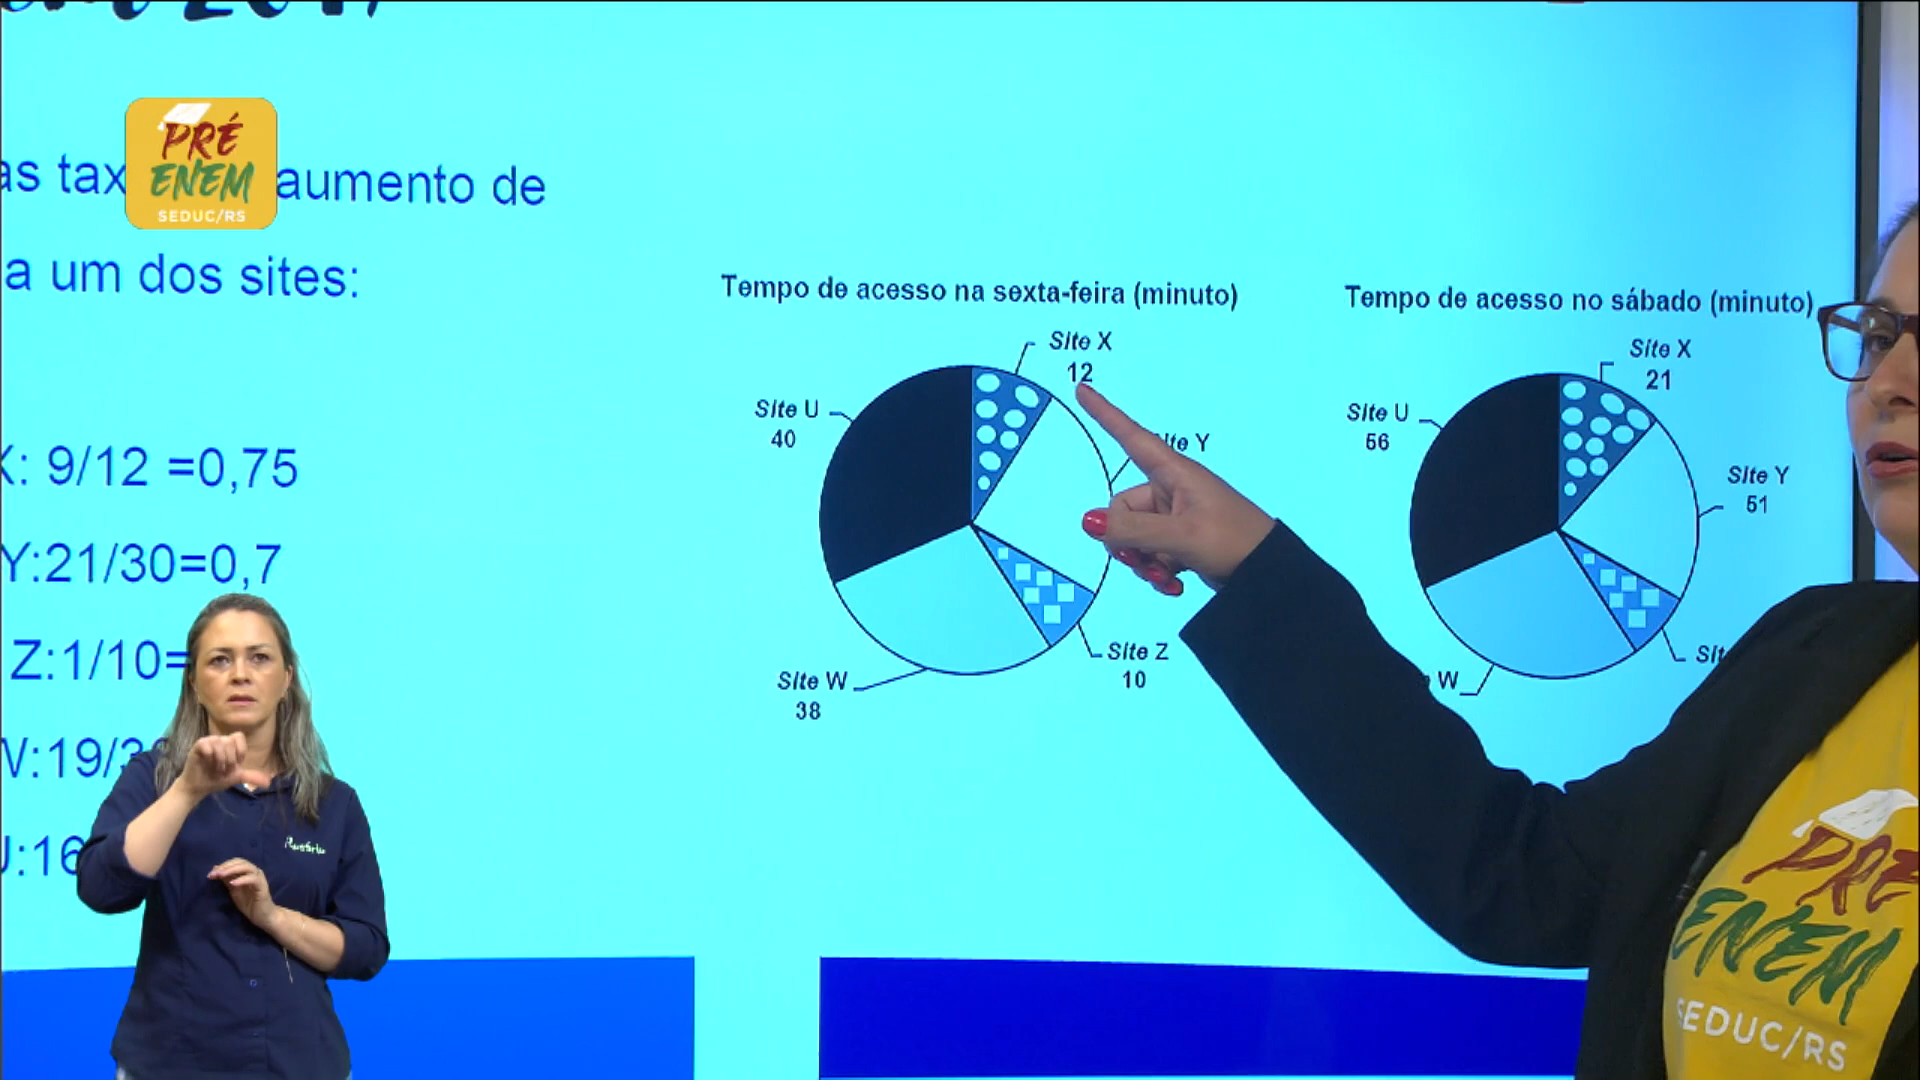 PRÉ
ENEM
SEDUC/RS
as aumento de
a um dos sites:
X: 9/12 =0,75
Y:21/30=0,7
Z:1/10=
W:19/
U:16
Tempo de acesso na sexta-feira (minuto)
Site X
12
Site U
40
Site Y
Site Z
10
Site W
38
Tempo de acesso no sábado (minuto)
Site X
21
Site U
56
Site Y
51
W
PRÉ
ENEM
SEDUC/RS